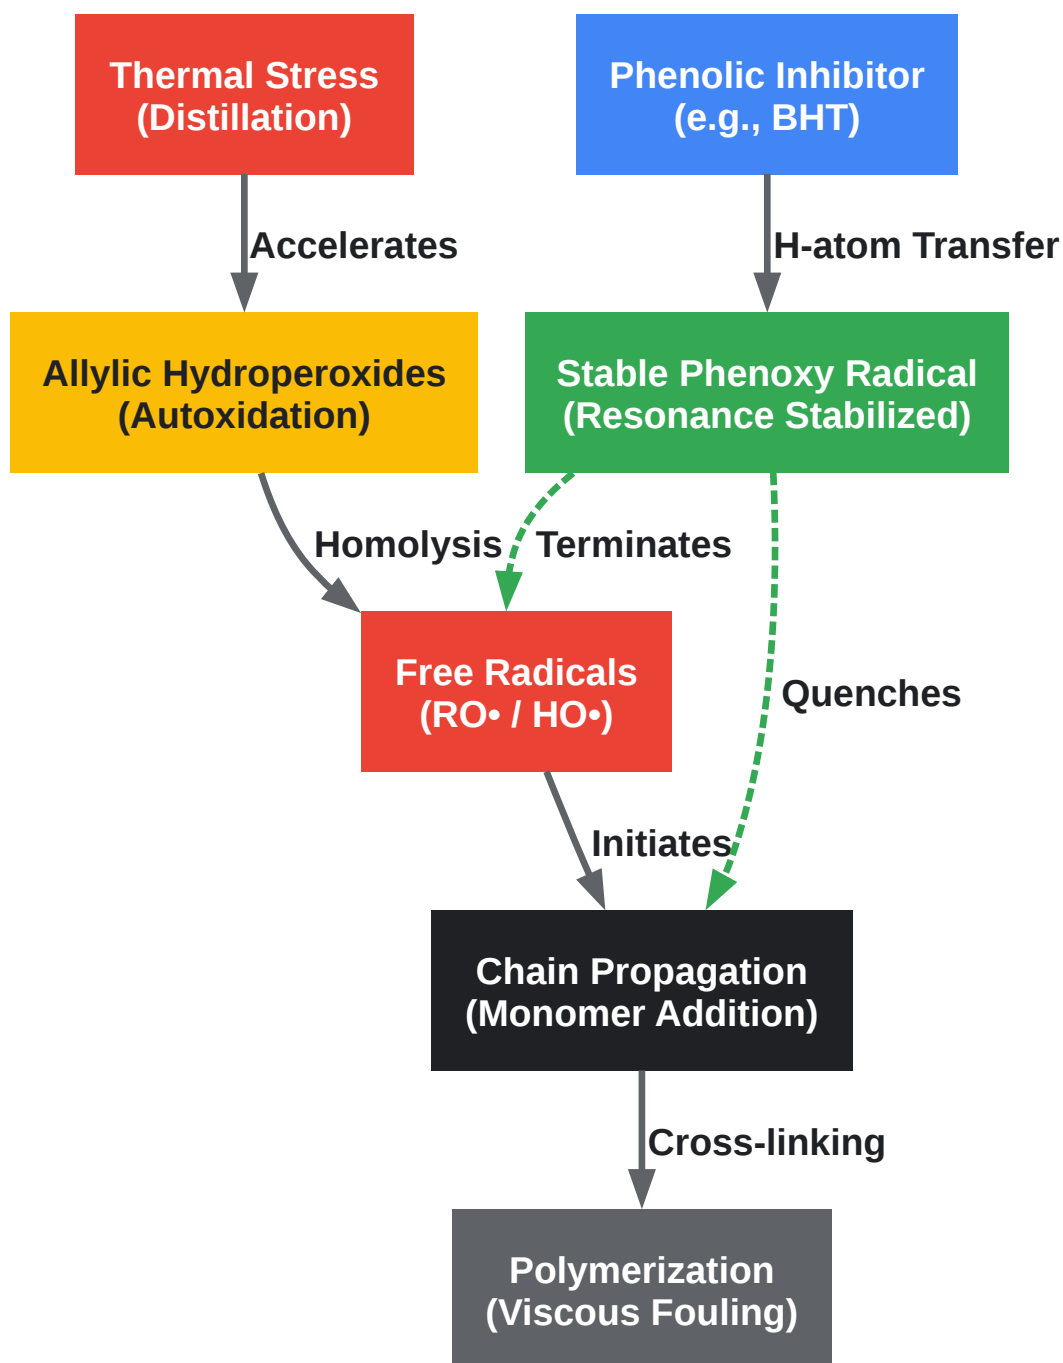 Thermal Stress
(Distillation)
Phenolic Inhibitor
(e.g., BHT)
Accelerates
H-atom Transfer
Allylic Hydroperoxides
(Autoxidation)
Stable Phenoxy Radical
(Resonance Stabilized)
Homolysis
Terminates
Free Radicals
(RO• / HO•)
Quenches
Initiates
Chain Propagation
(Monomer Addition)
Cross-linking
Polymerization
(Viscous Fouling)